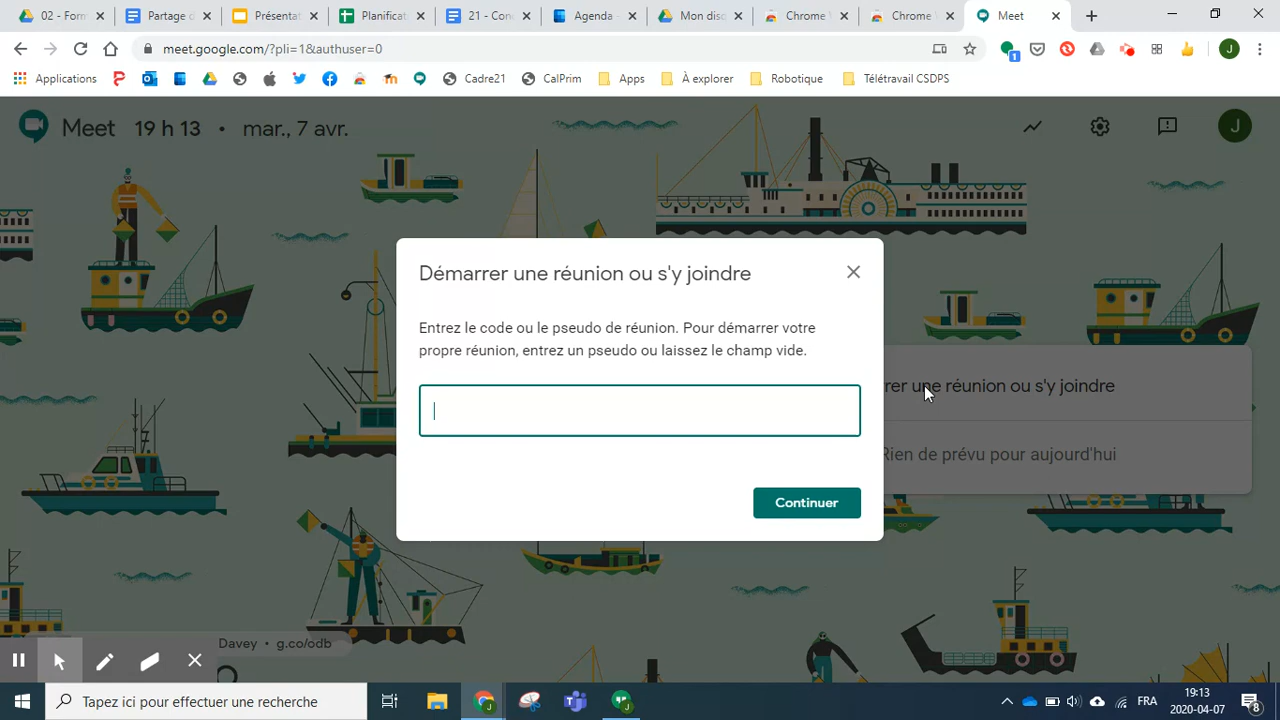 02 - Form
Partage d
Présentat
Planificat
21 - Con
Agenda -
Mon disc
Chrome
Chrome
Meet
meet.google.com/?pli=1&authuser=0
1
J
Applications
Cadre21
CalPrim
Apps
À explorer
Robotique
Télétravail CSDPS
Meet 19 h 13 • mar., 7 avr.
J
Démarrer une réunion ou s'y joindre
Entrez le code ou le pseudo de réunion. Pour démarrer votre
propre réunion, entrez un pseudo ou laissez le champ vide.
rer une réunion ou s'y joindre
Rien de prévu pour aujourd'hui
Continuer
Davey • g.co/odb
Tapez ici pour effectuer une recherche
FRA
19:13
2020-04-07
8